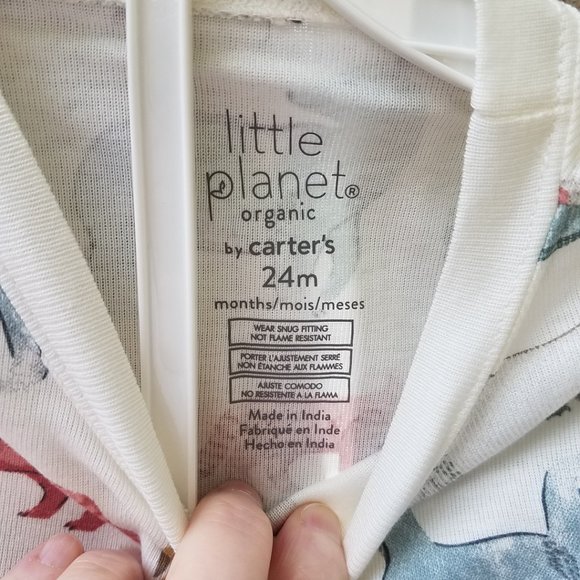 little
planet®
organic
by carter's
24m
months/mois/meses
WEAR SNUG FITTING
NOT FLAME RESISTANT
PORTER L'AJUSTEMENT SERRÉ
NON ÉTANCHE AUX FLAMMES
AJUSTE COMODO
NO RESISTENTE A LA FLAMA
Made in India
Fabriqué en Inde
Hecho en India